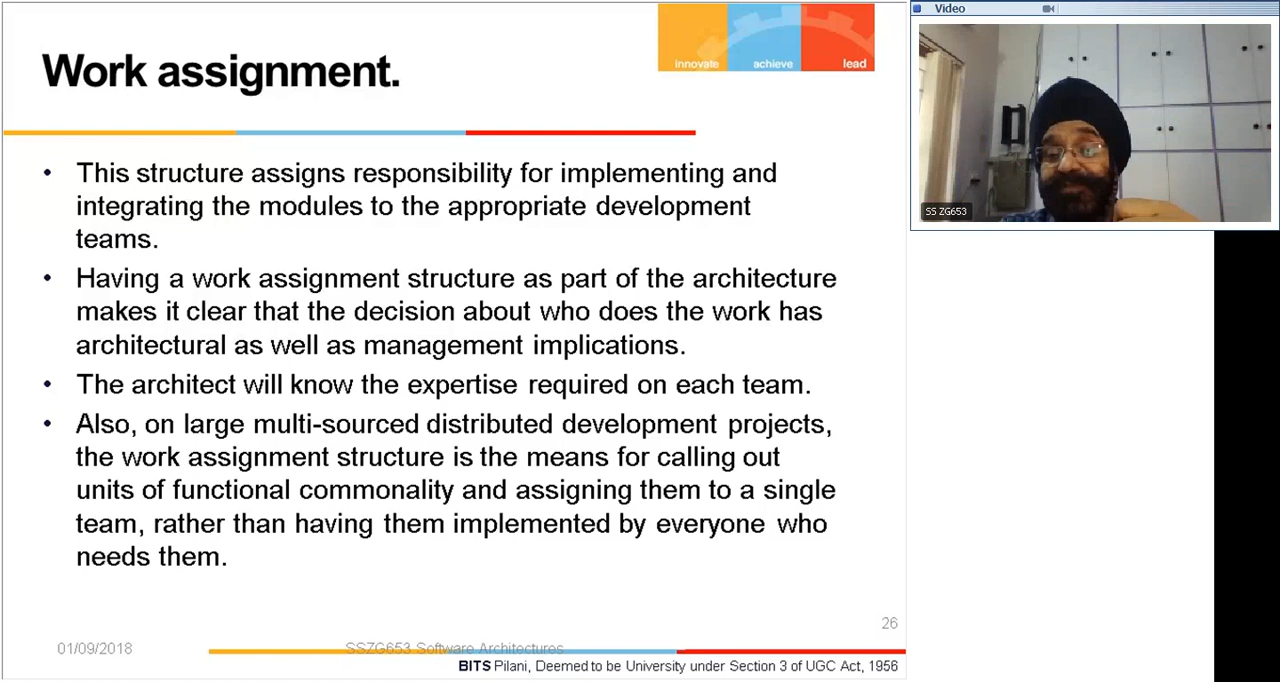 Work assignment.
innovate achieve lead
• This structure assigns responsibility for implementing and
integrating the modules to the appropriate development
teams.
• Having a work assignment structure as part of the architecture
makes it clear that the decision about who does the work has
architectural as well as management implications.
• The architect will know the expertise required on each team.
• Also, on large multi-sourced distributed development projects,
the work assignment structure is the means for calling out
units of functional commonality and assigning them to a single
team, rather than having them implemented by everyone who
needs them.
26
01/09/2018 SSZG653 Software Architectures
BITS Pilani, Deemed to be University under Section 3 of UGC Act, 1956
Video
SS ZG653